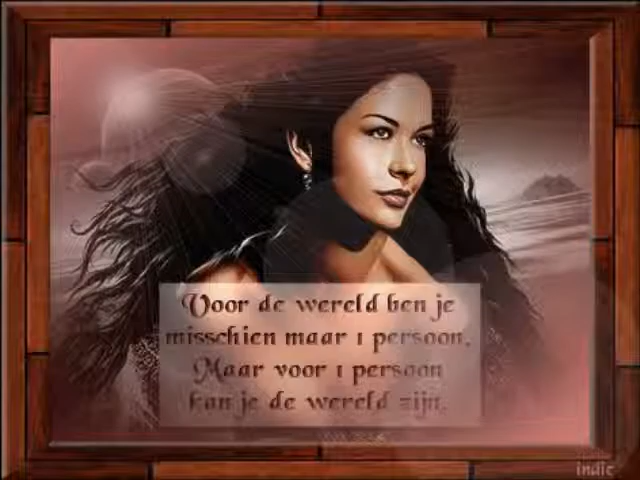 Voor de wereld ben je
misschien maar 1 persoon,
Maar voor 1 persoon
kan je de wereld zijn.
indic